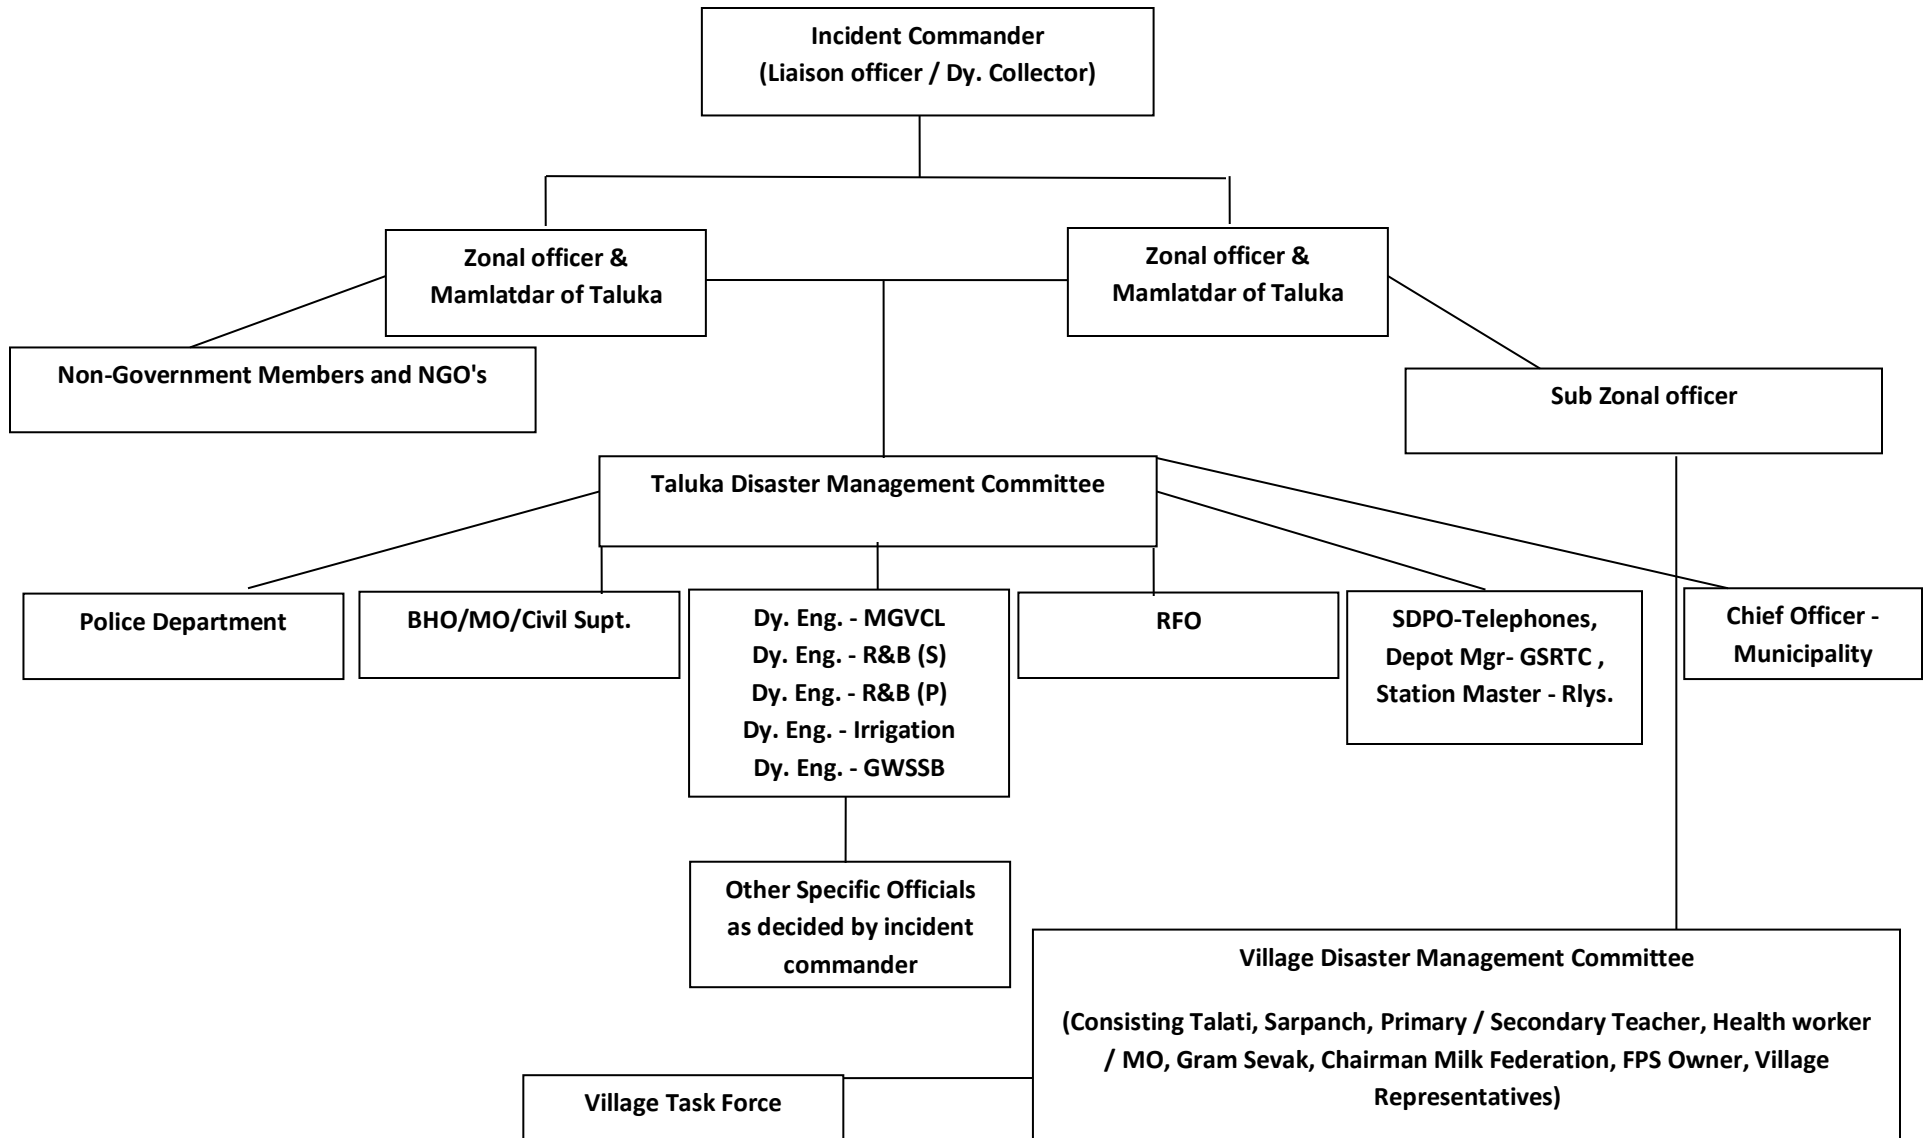 Incident Commander
(Liaison officer / Dy. Collector)
Zonal officer &
Mamlatdar of Taluka
Zonal officer &
Mamlatdar of Taluka
Non-Government Members and NGO's
Sub Zonal officer
Taluka Disaster Management Committee
Police Department
BHO/MO/Civil Supt.
Dy. Eng. - MGVCL
Dy. Eng. - R&B (S)
Dy. Eng. - R&B (P)
Dy. Eng. - Irrigation
Dy. Eng. - GWSSB
RFO
SDPO-Telephones,
Depot Mgr- GSRTC ,
Station Master - Rlys.
Chief Officer -
Municipality
Other Specific Officials
as decided by incident
commander
Village Disaster Management Committee
(Consisting Talati, Sarpanch, Primary / Secondary Teacher, Health worker
/ MO, Gram Sevak, Chairman Milk Federation, FPS Owner, Village
Representatives)
Village Task Force